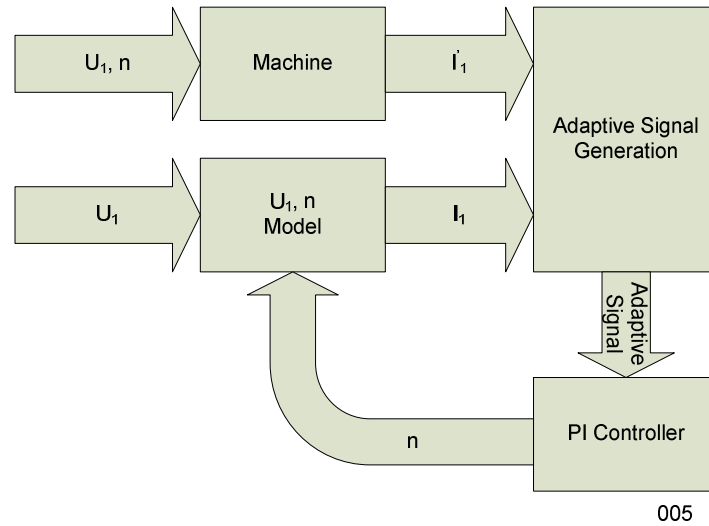 U₁, n
Machine
I'₁
Adaptive Signal
Generation
U₁
U₁, n
Model
I₁
Adaptive
Signal
PI Controller
n
005